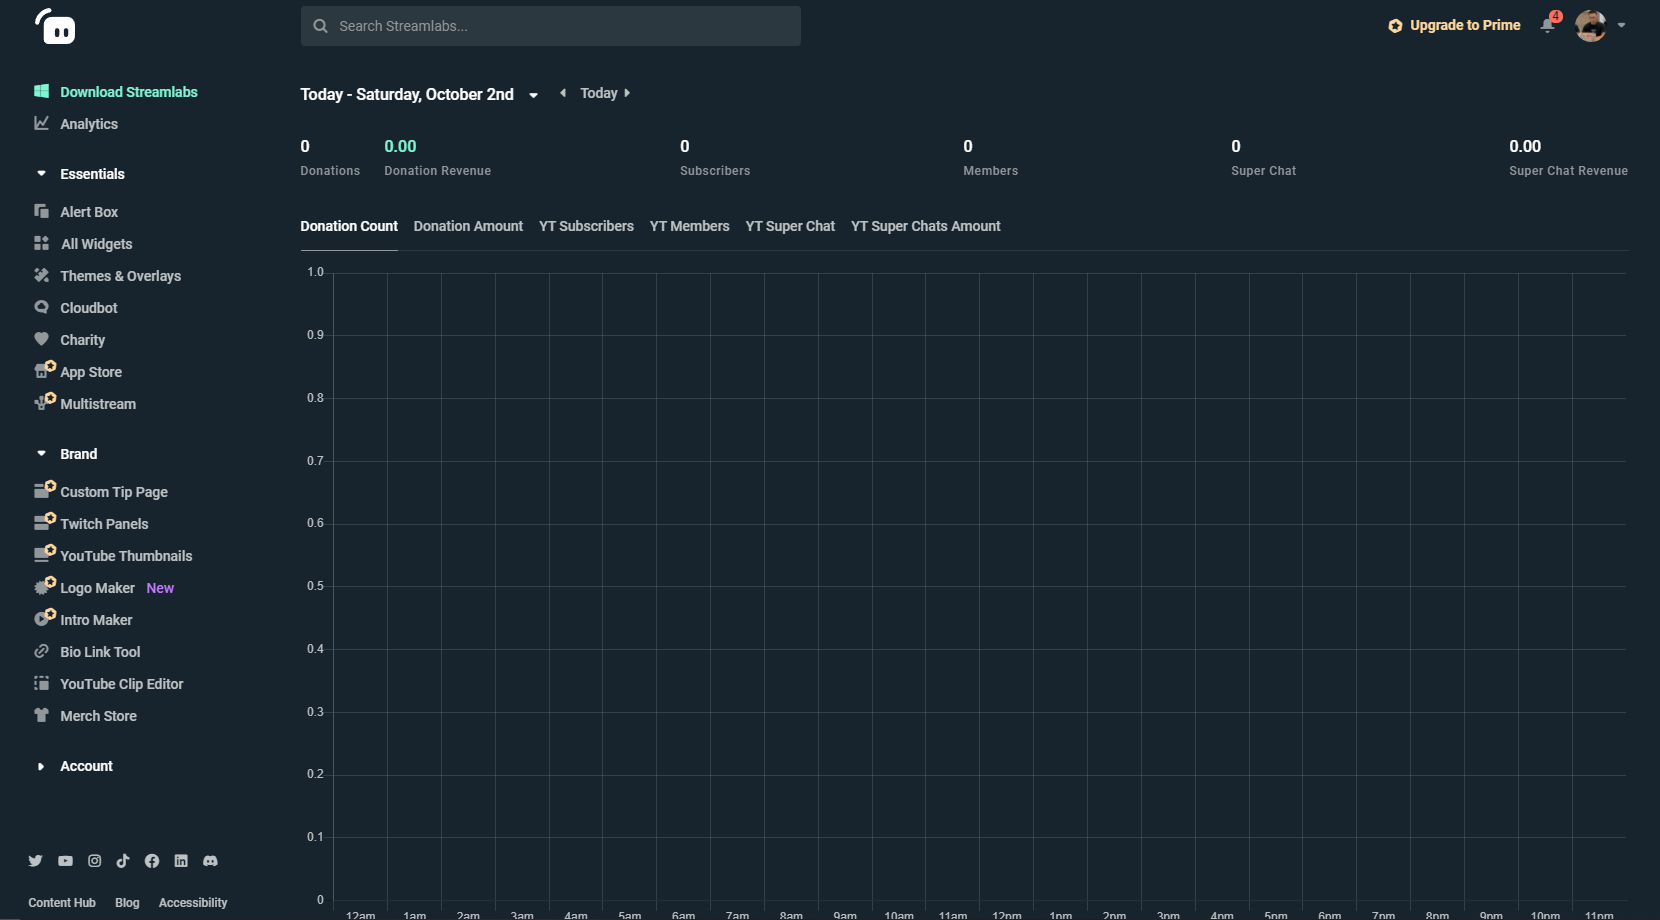 Search Streamlabs...
Upgrade to Prime
4
Download Streamlabs
Analytics
Essentials
Alert Box
All Widgets
Themes & Overlays
Cloudbot
Charity
App Store
Multistream
Brand
Custom Tip Page
Twitch Panels
YouTube Thumbnails
Logo Maker New
Intro Maker
Bio Link Tool
YouTube Clip Editor
Merch Store
Account
Content Hub Blog Accessibility
Today - Saturday, October 2nd Today
0 0.00 0 0 0 0.00
Donations Donation Revenue Subscribers Members Super Chat Super Chat Revenue
Donation Count Donation Amount YT Subscribers YT Members YT Super Chat YT Super Chats Amount
1.0
0.9
0.8
0.7
0.6
0.5
0.4
0.3
0.2
0.1
0
12am 1am 2am 3am 4am 5am 6am 7am 8am 9am 10am 11am 12pm 1pm 2pm 3pm 4pm 5pm 6pm 7pm 8pm 9pm 10pm 11pm